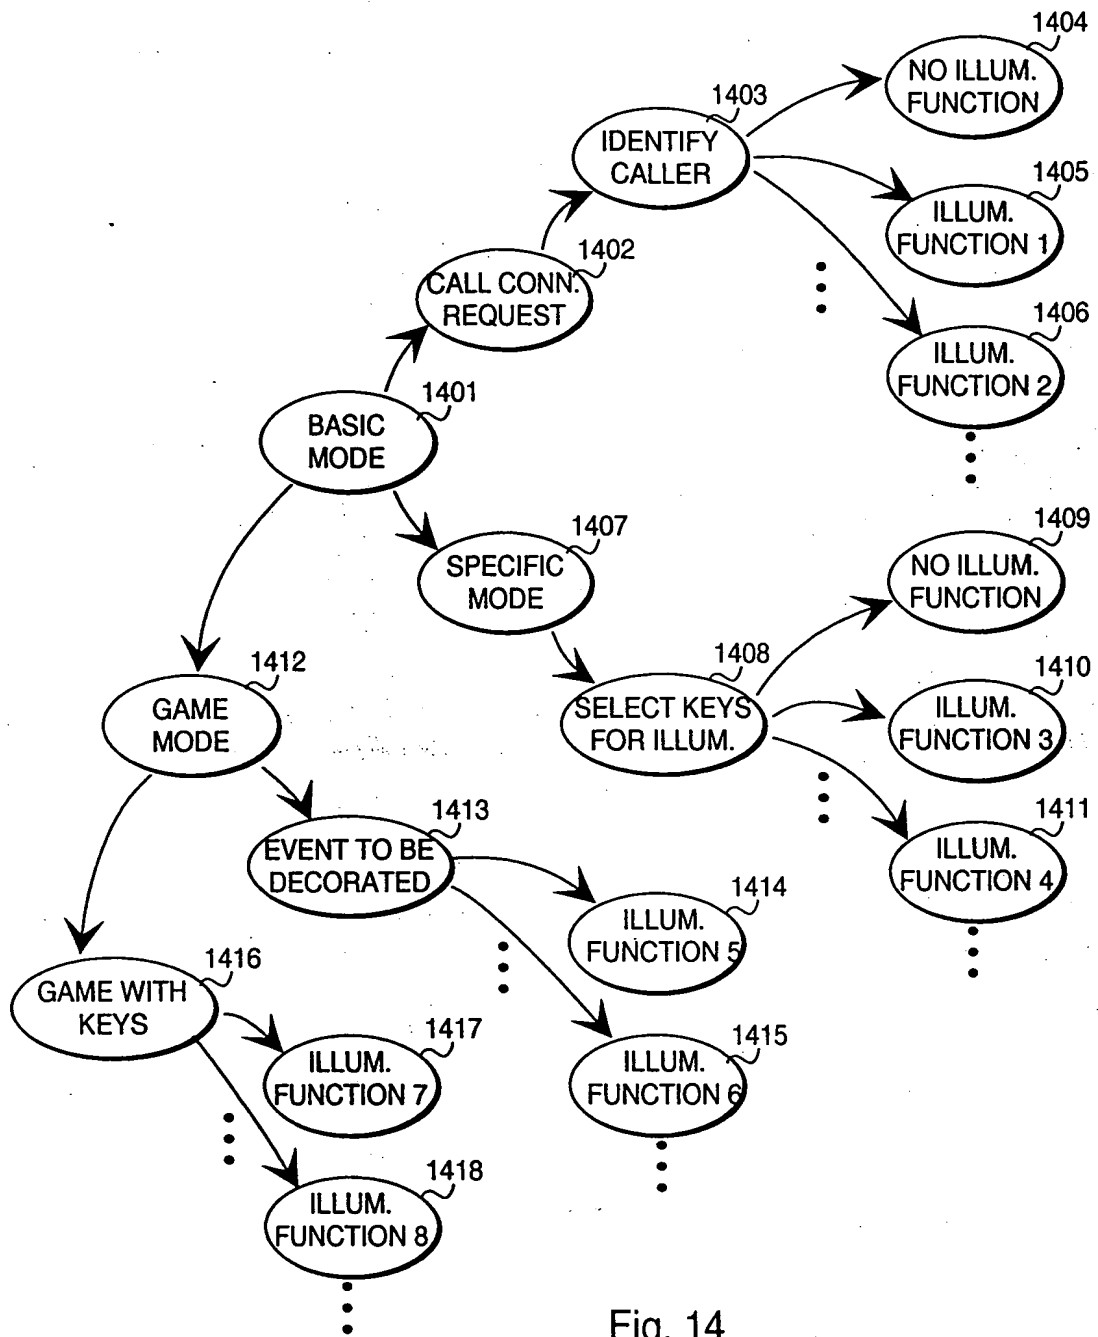 1404
NO ILLUM.
FUNCTION
1403
IDENTIFY
CALLER
1405
ILLUM.
FUNCTION 1
1402
CALL CONN.
REQUEST
1406
ILLUM.
FUNCTION 2
1401
BASIC
MODE
1407
SPECIFIC
MODE
1409
NO ILLUM.
FUNCTION
1408
SELECT KEYS
FOR ILLUM.
1410
ILLUM.
FUNCTION 3
1411
ILLUM.
FUNCTION 4
1412
GAME
MODE
1413
EVENT TO BE
DECORATED
1414
ILLUM.
FUNCTION 5
1415
ILLUM.
FUNCTION 6
1416
GAME WITH
KEYS
1417
ILLUM.
FUNCTION 7
1418
ILLUM.
FUNCTION 8
Fig. 14